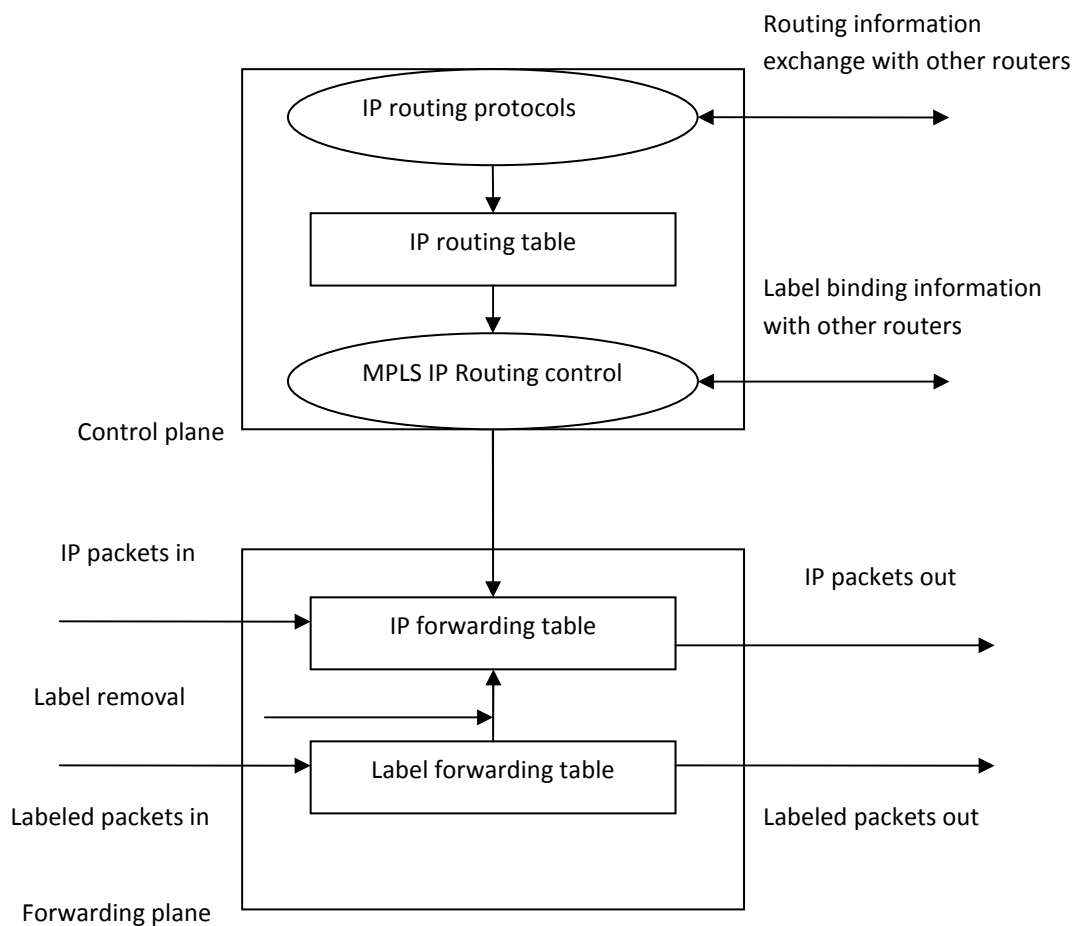 Routing information
exchange with other routers
IP routing protocols
IP routing table
Label binding information
with other routers
MPLS IP Routing control
Control plane
IP packets in
IP packets out
IP forwarding table
Label removal
Label forwarding table
Labeled packets in
Labeled packets out
Forwarding plane